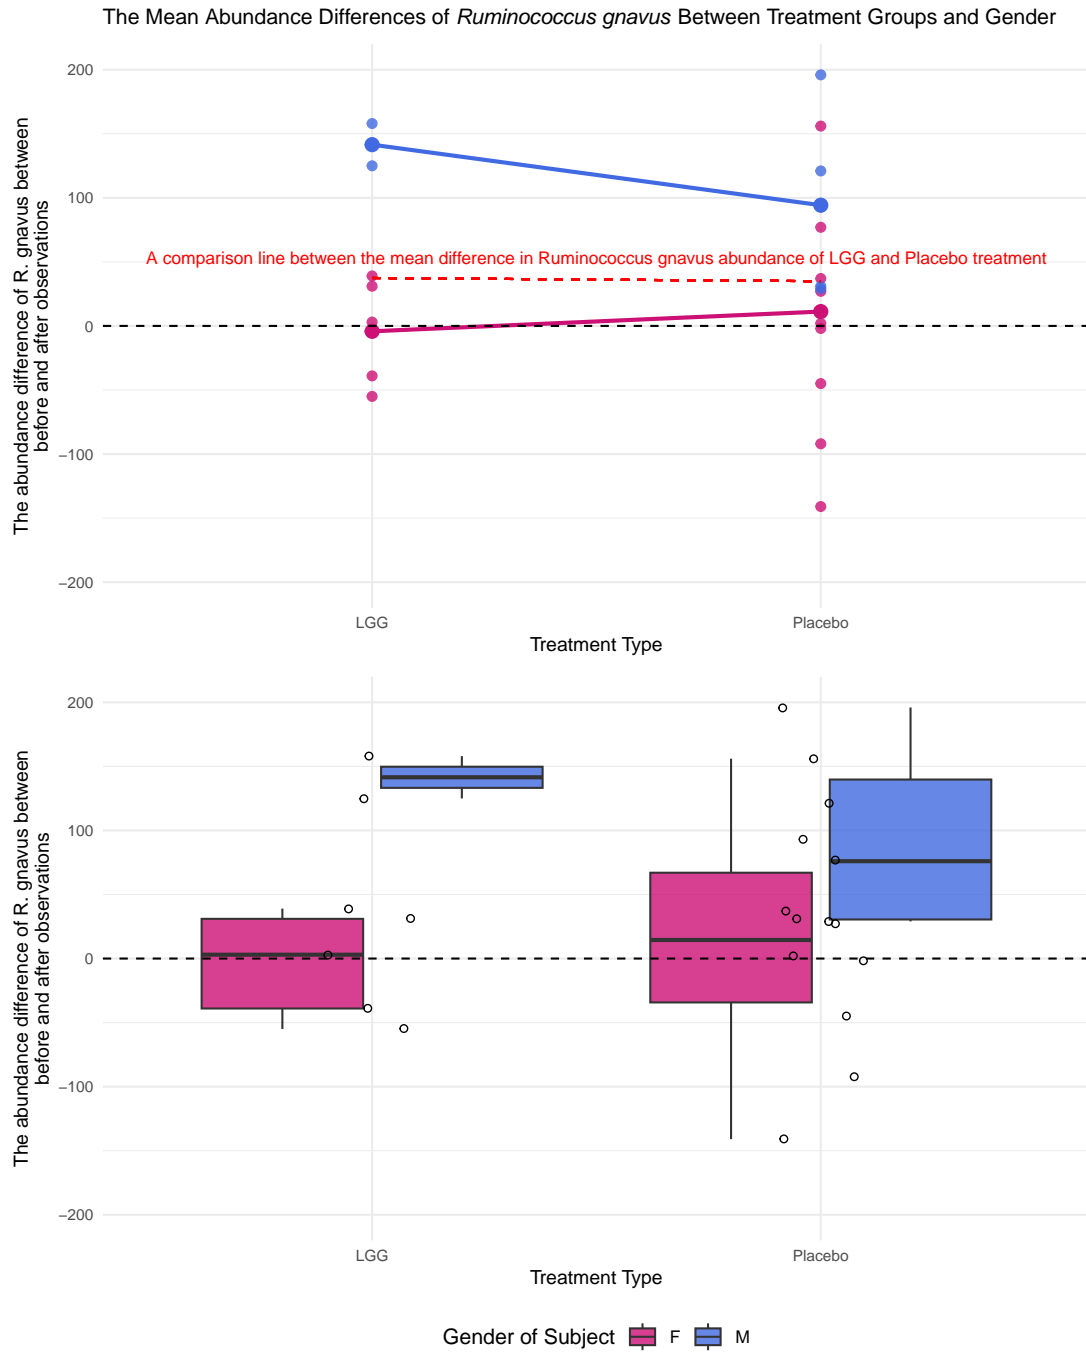 The Mean Abundance Differences of Ruminococcus gnavus Between Treatment Groups and Gender
The abundance difference of R. gnavus between
before and after observations
200
100
0
−100
−200
A comparison line between the mean difference in Ruminococcus gnavus abundance of LGG and Placebo treatment
LGG
Placebo
Treatment Type
The abundance difference of R. gnavus between
before and after observations
200
100
0
−100
−200
LGG
Placebo
Treatment Type
Gender of Subject F M